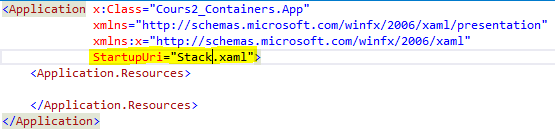 <Application x:Class="Cours2_Containers.App"
xmlns="http://schemas.microsoft.com/winfx/2006/xaml/presentation"
xmlns:x="http://schemas.microsoft.com/winfx/2006/xaml"
StartupUri="Stack.xaml">
<Application.Resources>
</Application.Resources>
</Application>